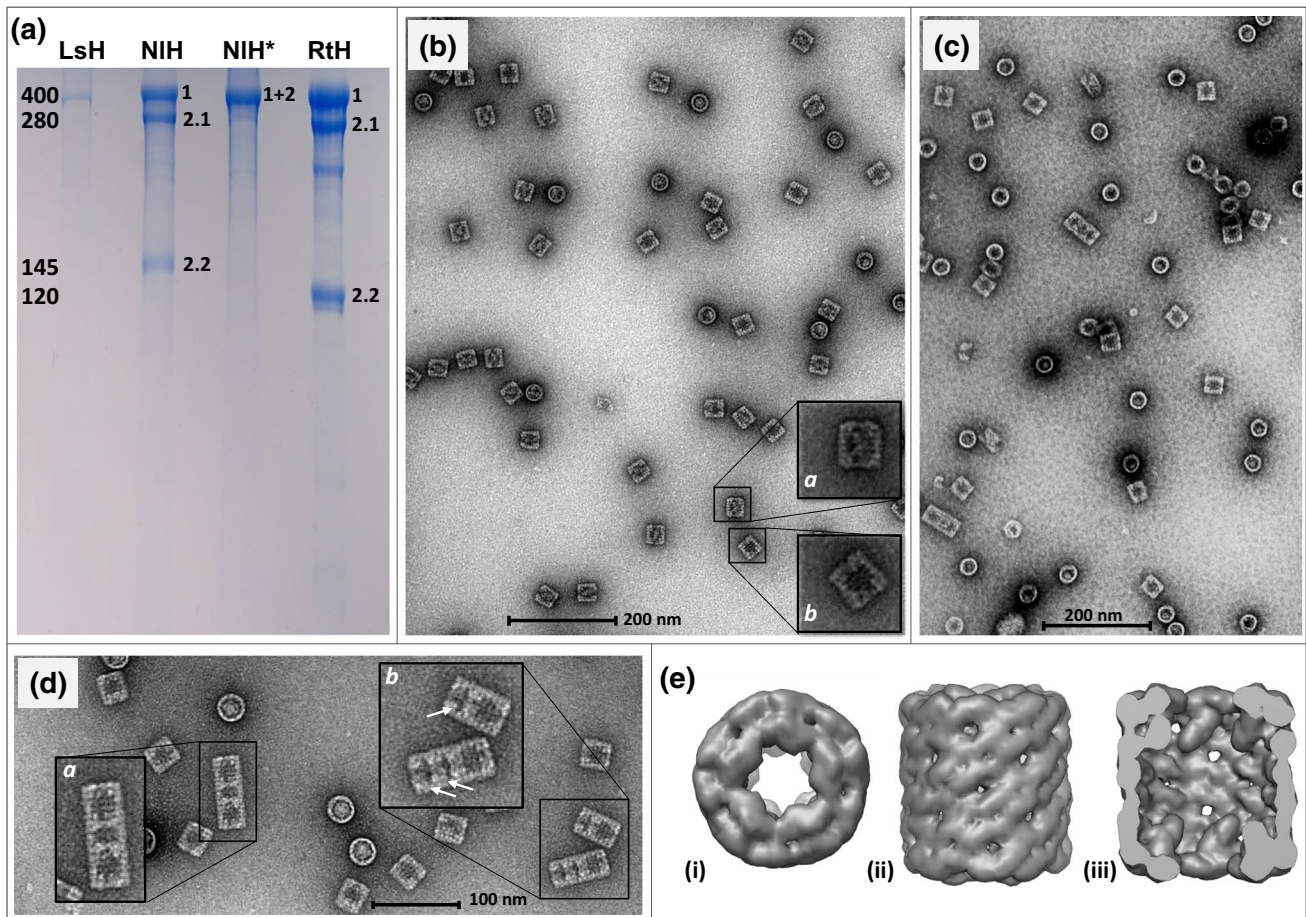 (a)
LsH NlH NlH* RtH
400 1 1+2 1
280 2.1 2.1
145 2.2
120 2.2
(b)
a
b
200 nm
(c)
200 nm
(d)
a
b
100 nm
(e)
(i) (ii) (iii)